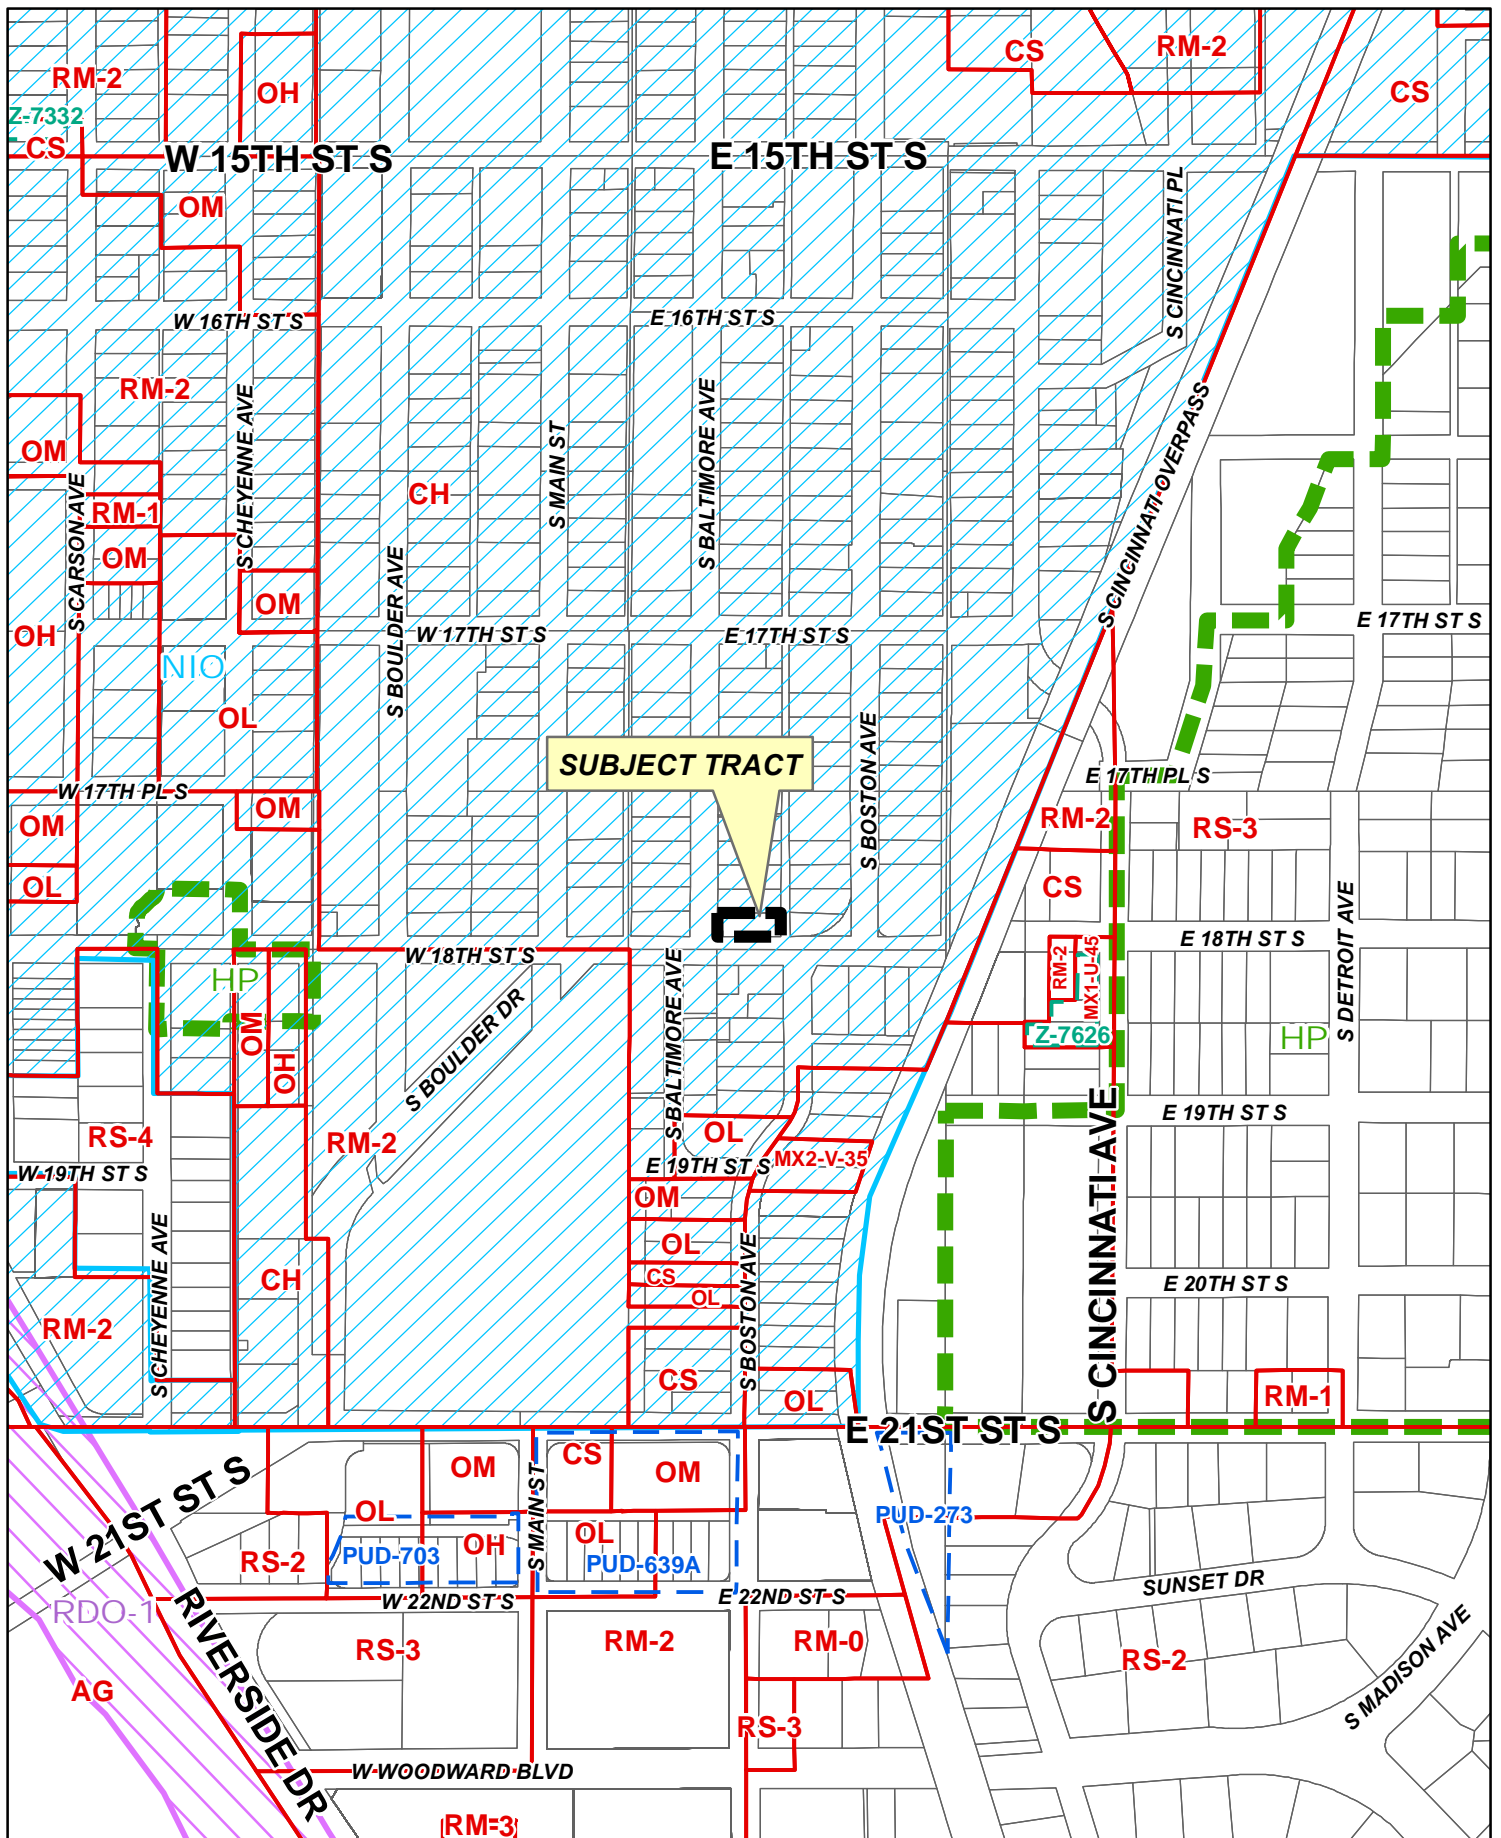 CS
RM-2
RM-2
OH
CS
Z-7332
CS
W 15TH ST S
E 15TH ST S
OM
S CINCINNATI PL
W 16TH ST S
E 16TH ST S
RM-2
S CHEYENNE AVE
S BALTIMORE AVE
S MAIN ST
S CINCINNATI OVERPASS
OM
CH
S CARSON AVE
RM-1
OM
S BOULDER AVE
OM
OH
W 17TH ST S
E 17TH ST S
E 17TH ST S
NIO
OL
S BOSTON AVE
SUBJECT TRACT
E 17TH PL S
W 17TH PL S
OM
OM
RM-2
RS-3
OL
CS
S DETROIT AVE
W 18TH ST S
E 18TH ST S
S BALTIMORE AVE
RM-2
MX1-U-45
HP
S BOULDER DR
OM
OH
Z-7626
HP
RS-4
RM-2
OL
E 19TH ST S
S CINCINNATI AVE
W 19TH ST S
E 19TH ST S
MX2-V-35
OM
S CHEYENNE AVE
OL
S BOSTON AVE
CH
CS
OL
E 20TH ST S
RM-2
CS
OL
RM-1
E 21ST ST S
W 21ST ST S
OM
S MAIN ST
CS
OM
OL
PUD-273
OL
OH
PUD-703
PUD-639A
RS-2
W 22ND ST S
E 22ND ST S
SUNSET DR
RDO-1
RIVERSIDE DR
RS-3
RM-2
RM-0
RS-2
S MADISON AVE
AG
RS-3
W WOODWARD BLVD
RM-3